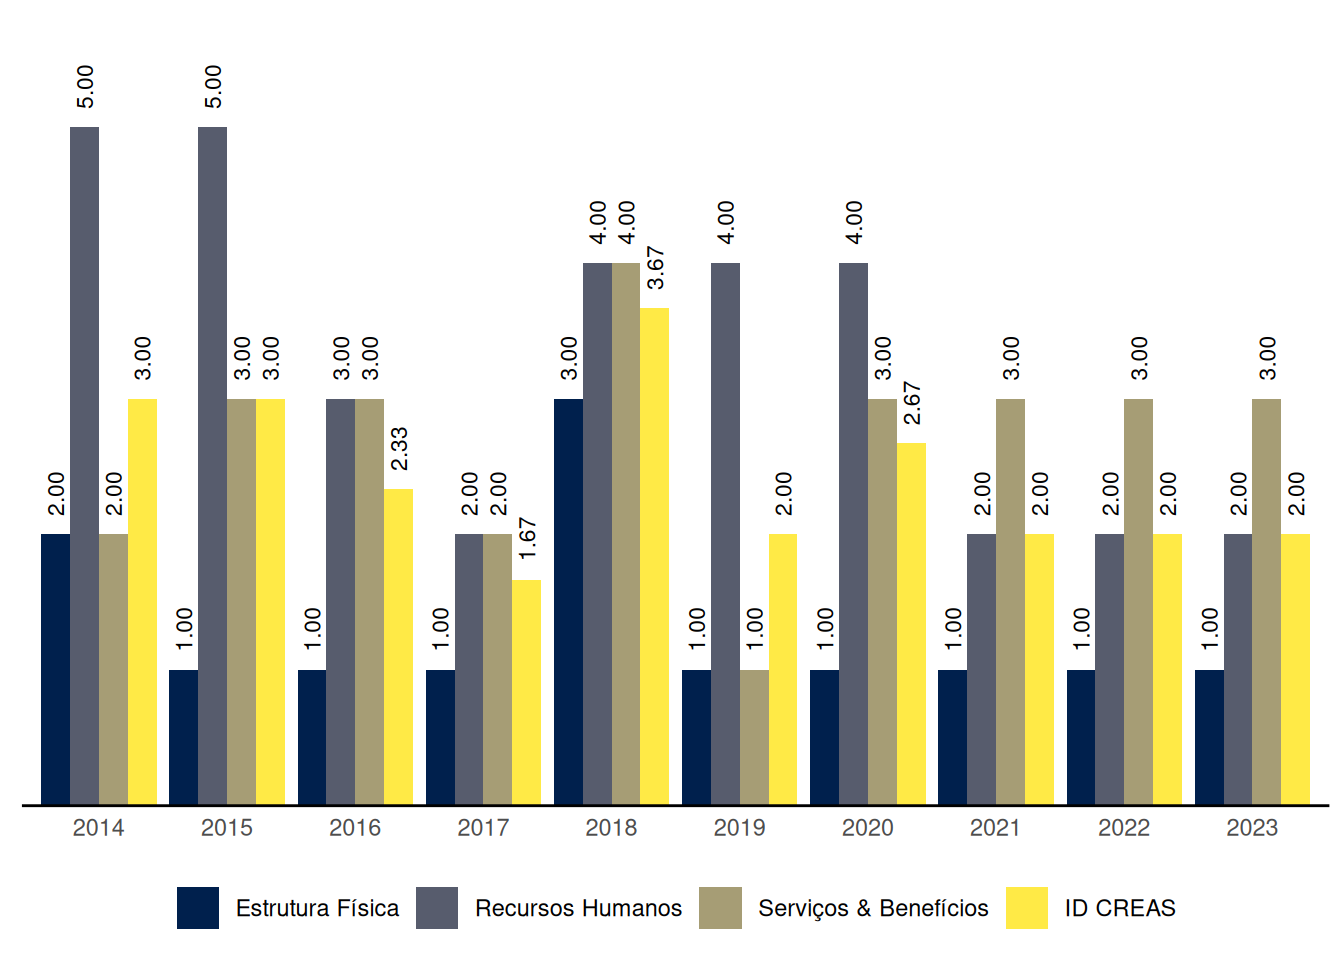 5.00 5.00
4.00 4.00 4.00 4.00
3.67
3.00 3.00 3.00 3.00 3.00 3.00 3.00 3.00 3.00 3.00
2.67
2.33
2.00 2.00 2.00 2.00 2.00 2.00 2.00 2.00 2.00 2.00 2.00
1.67
1.00 1.00 1.00 1.00 1.00 1.00 1.00 1.00 1.00
2014 2015 2016 2017 2018 2019 2020 2021 2022 2023
Estrutura Física Recursos Humanos Serviços & Benefícios ID CREAS